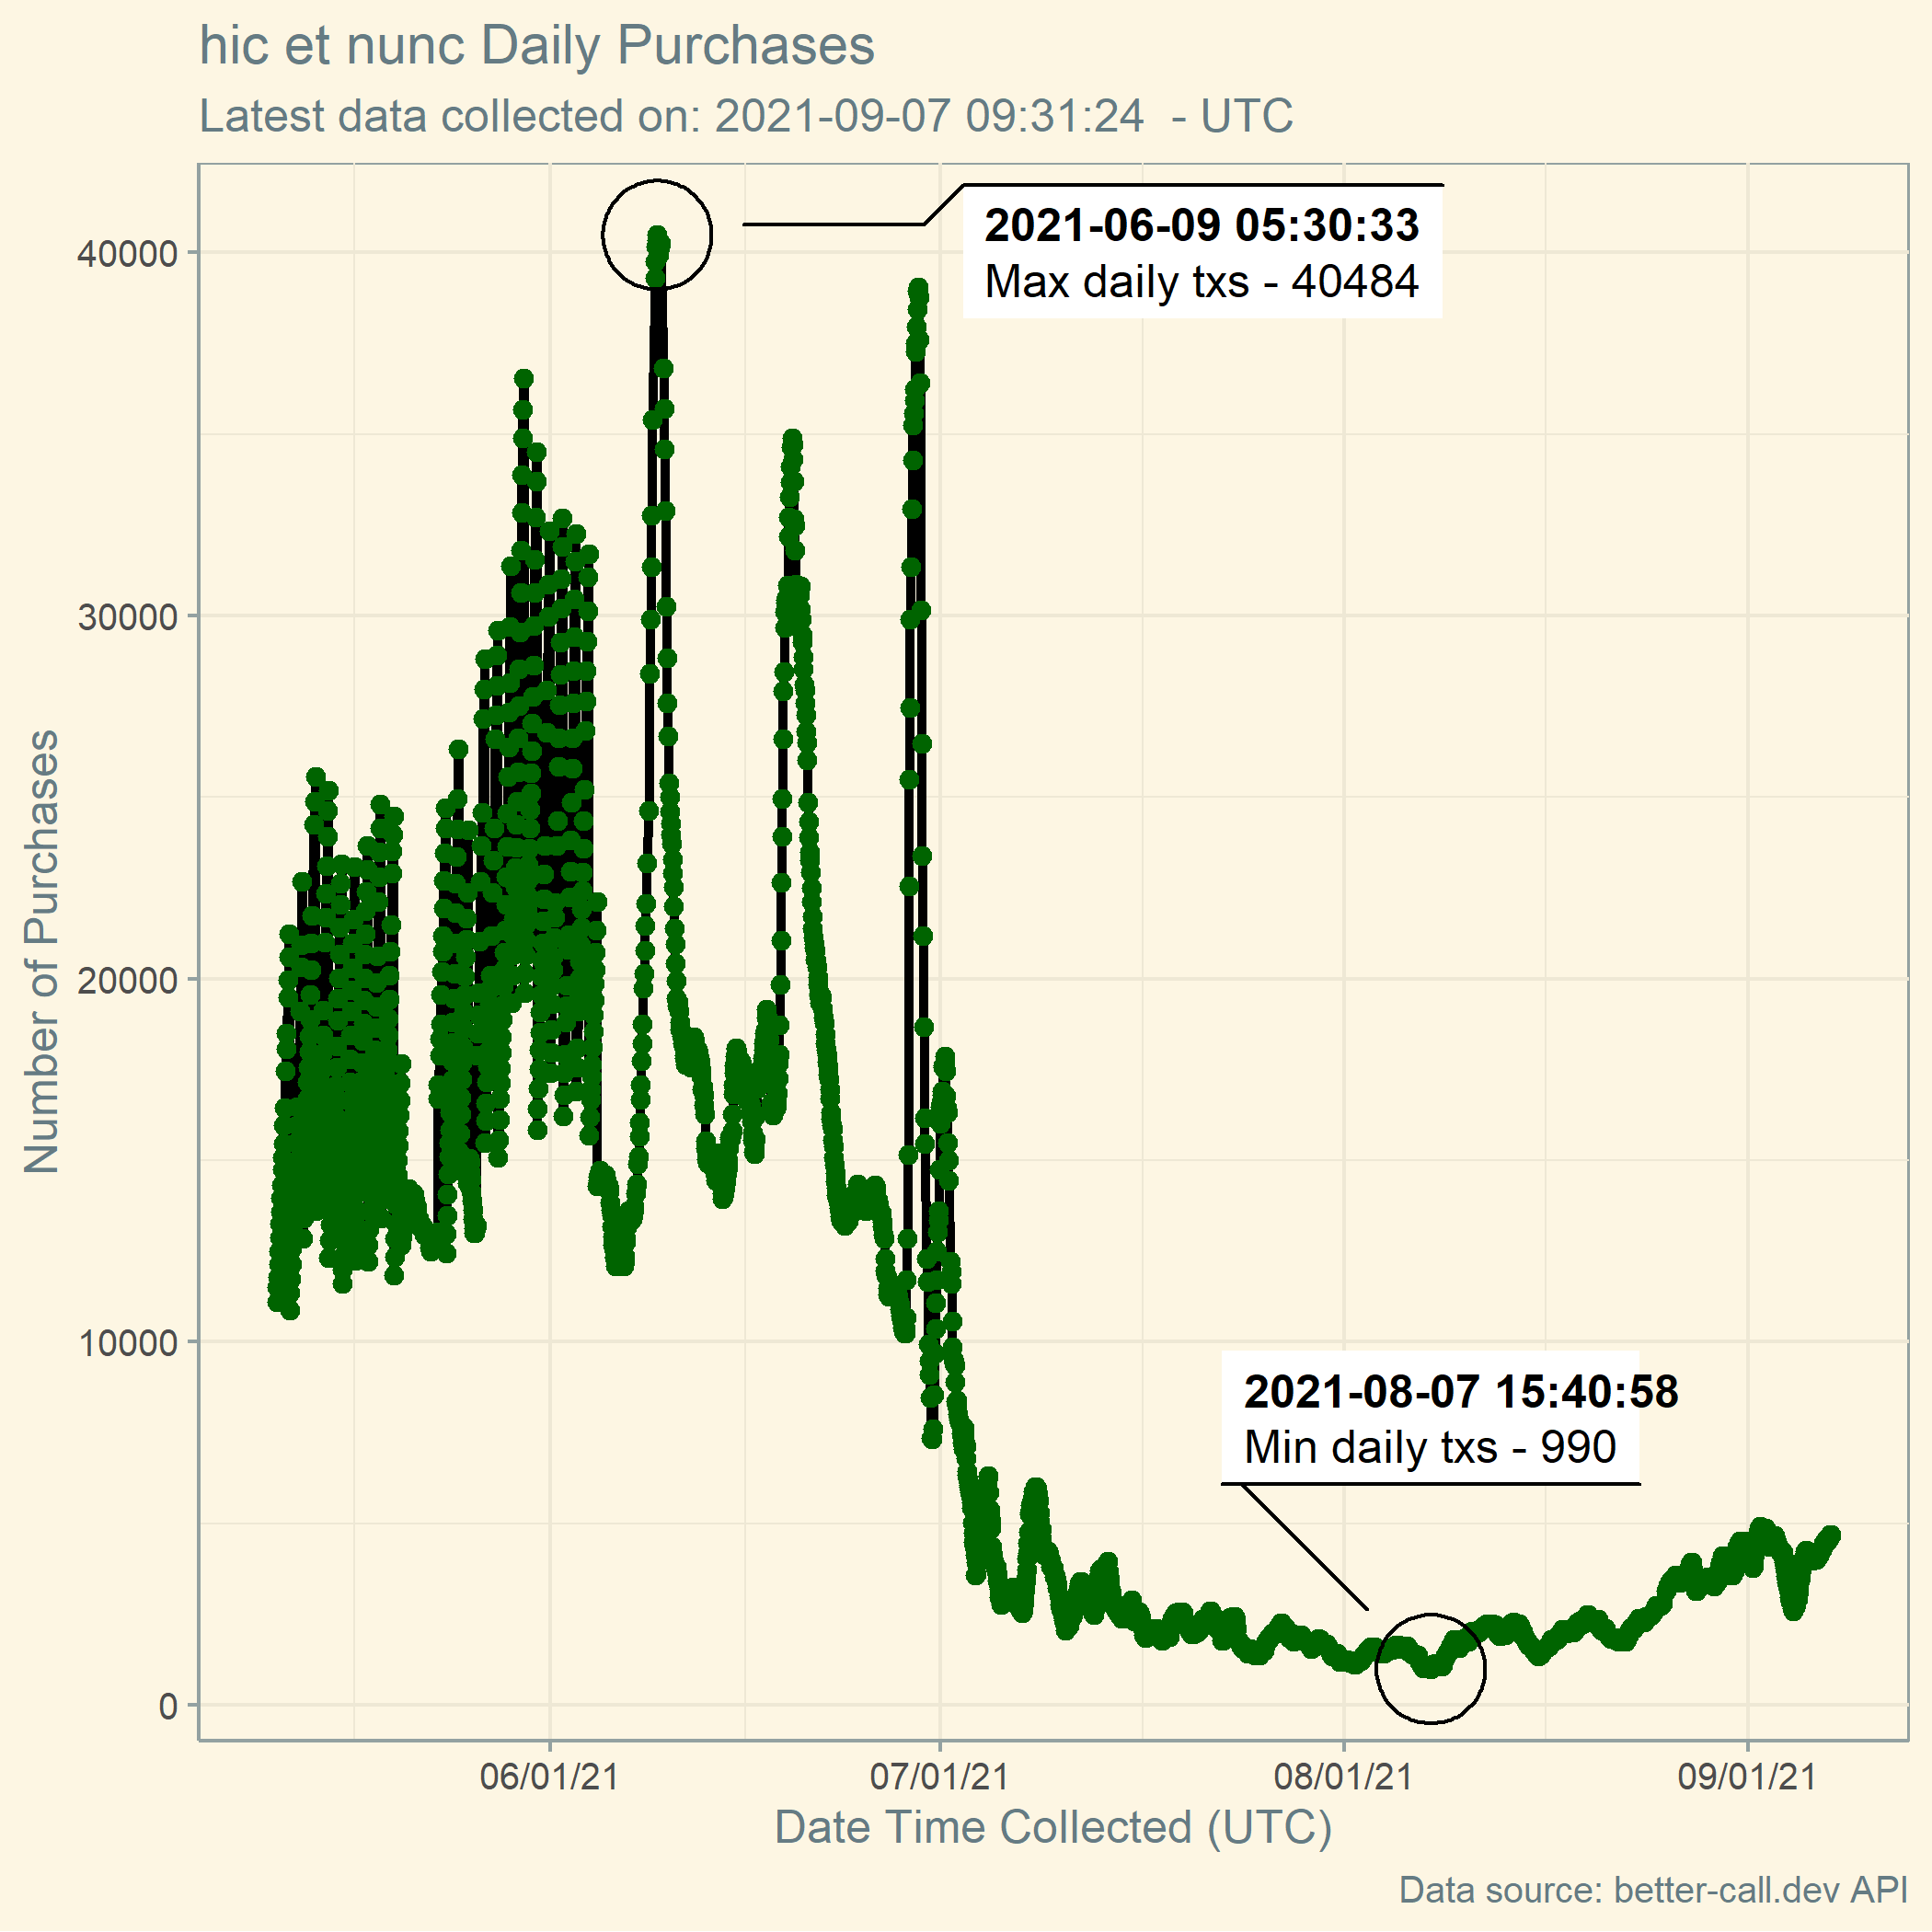 hic et nunc Daily Purchases
Latest data collected on: 2021-09-07 09:31:24  - UTC
2021-06-09 05:30:33
Max daily txs - 40484
40000
30000
20000
10000
0
Number of Purchases
2021-08-07 15:40:58
Min daily txs - 990
06/01/21
07/01/21
08/01/21
09/01/21
Date Time Collected (UTC)
Data source: better-call.dev API